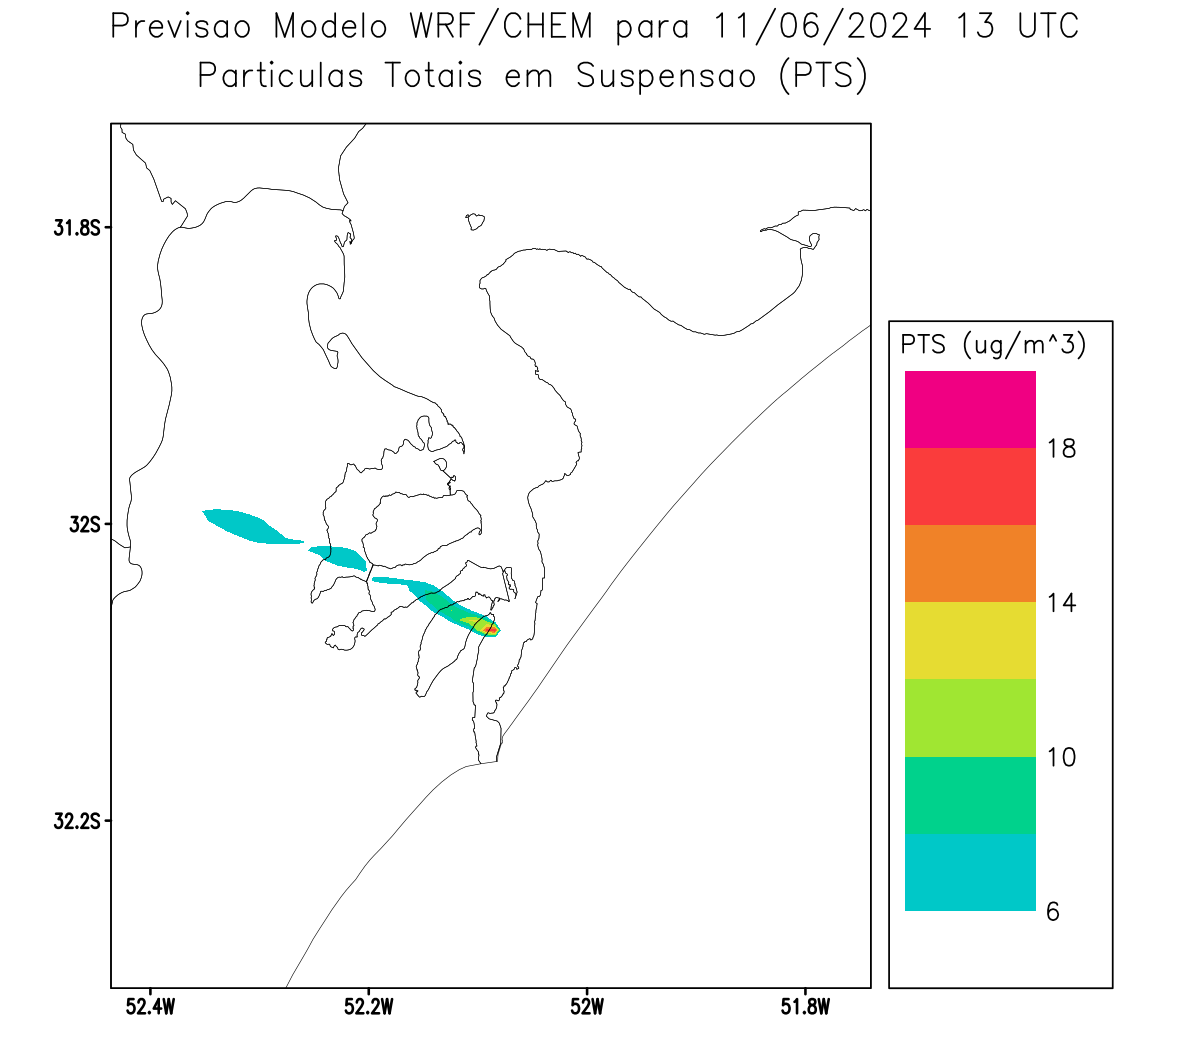 Previsao Modelo WRF/CHEM para 11/06/2024 13 UTC
Particulas Totais em Suspensao (PTS)
31.8S
32S
32.2S
52.4W
52.2W
52W
51.8W
PTS (ug/m^3)
18
14
10
6